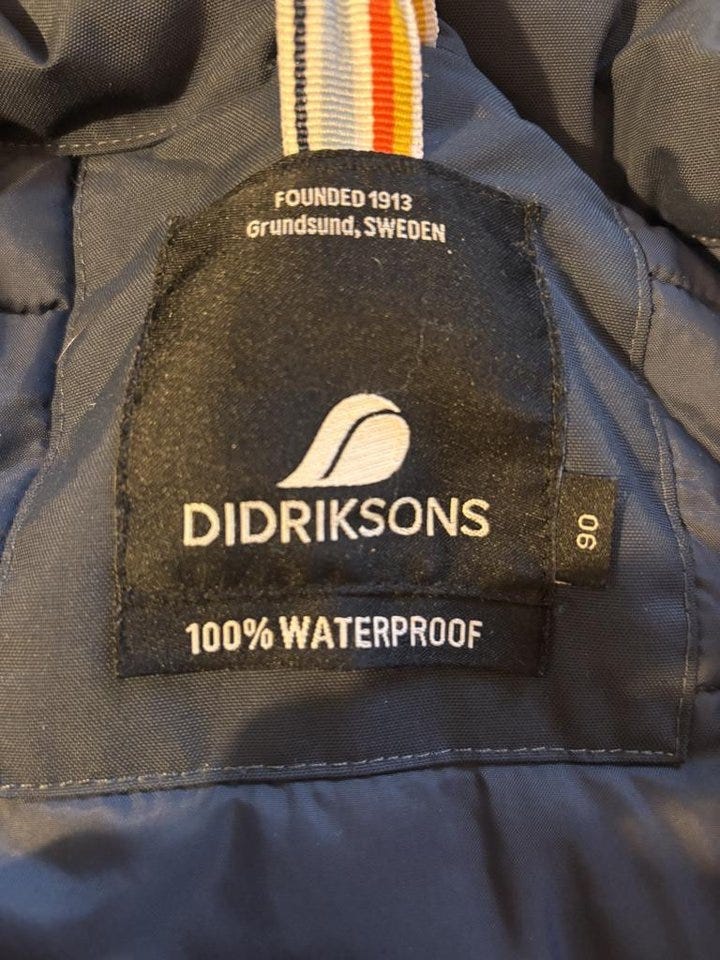 FOUNDED 1913
Grundsund, SWEDEN
DIDRIKSONS
90
100% WATERPROOF